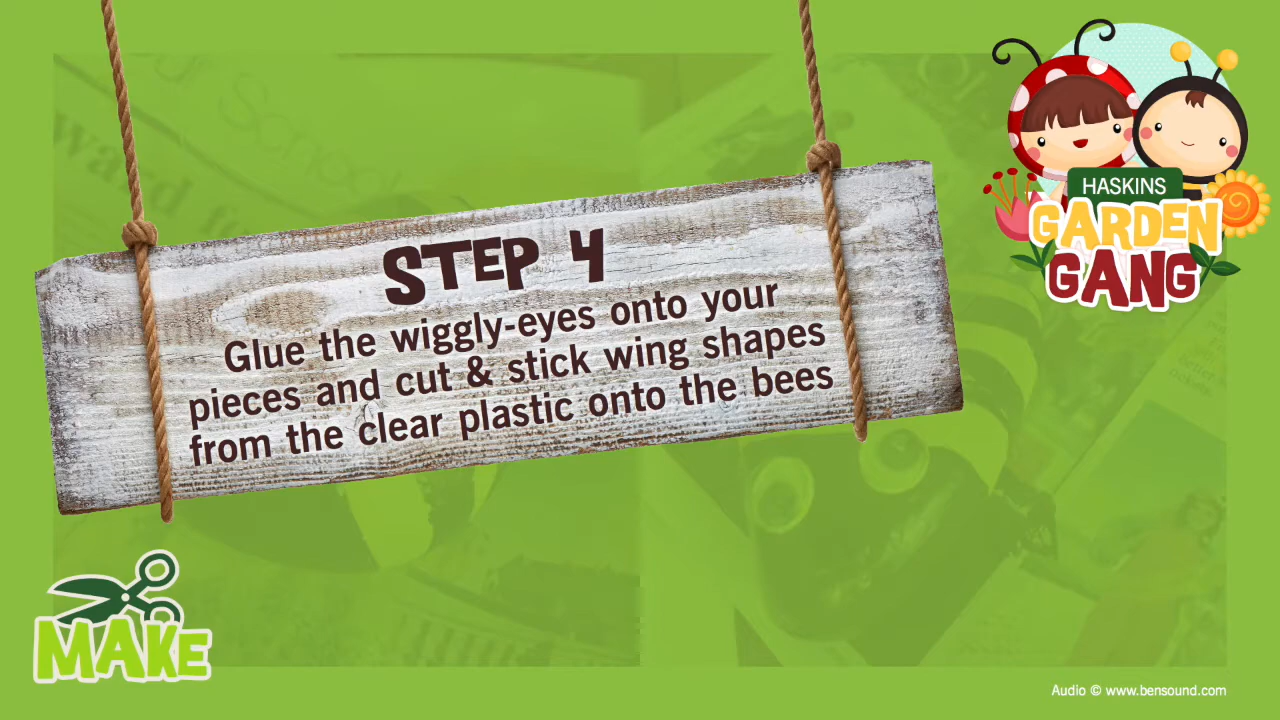 HASKINS
GARDEN
GANG
STEP 4
Glue the wiggly-eyes onto your
pieces and cut & stick wing shapes
from the clear plastic onto the bees
MAKE
Audio © www.bensound.com